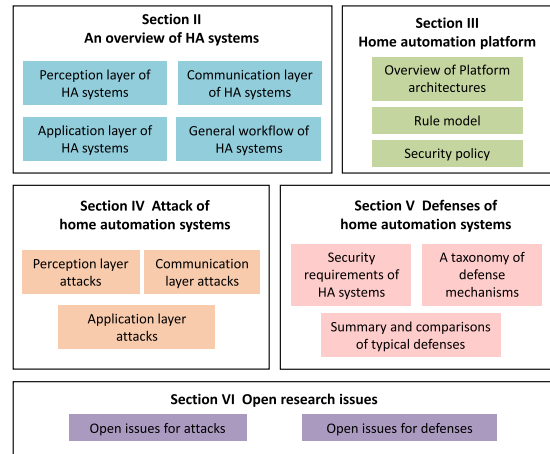 Section II
An overview of HA systems
Perception layer of
HA systems
Communication layer
of HA systems
Application layer of
HA systems
General workflow of
HA systems
Section III
Home automation platform
Overview of Platform
architectures
Rule model
Security policy
Section IV Attack of
home automation systems
Perception layer
attacks
Communication
layer attacks
Application layer
attacks
Section V Defenses of
home automation systems
Security
requirements of
HA systems
A taxonomy of
defense
mechanisms
Summary and comparisons
of typical defenses
Section VI Open research issues
Open issues for attacks
Open issues for defenses